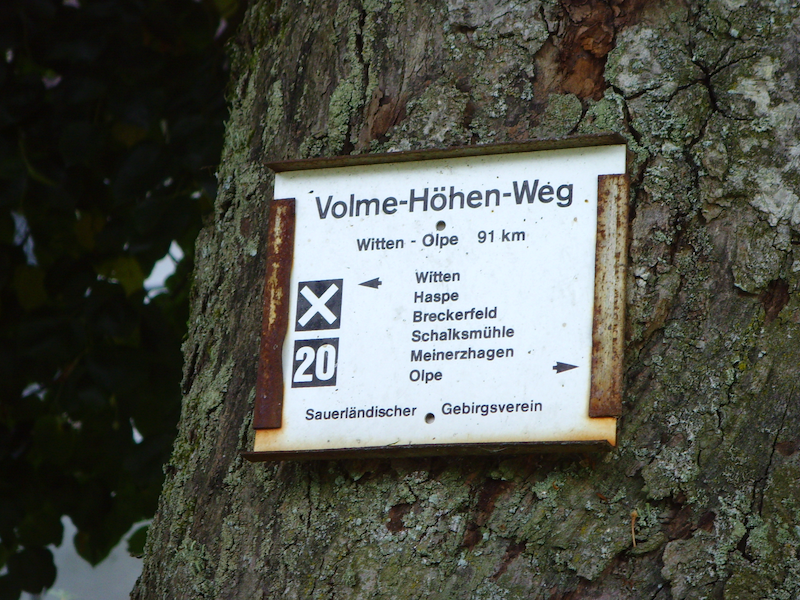 Volme-Höhen-Weg
Witten - Olpe 91 km
Witten
Haspe
Breckerfeld
Schalksmühle
Meinerzhagen
Olpe
20
Sauerländischer Gebirgsverein